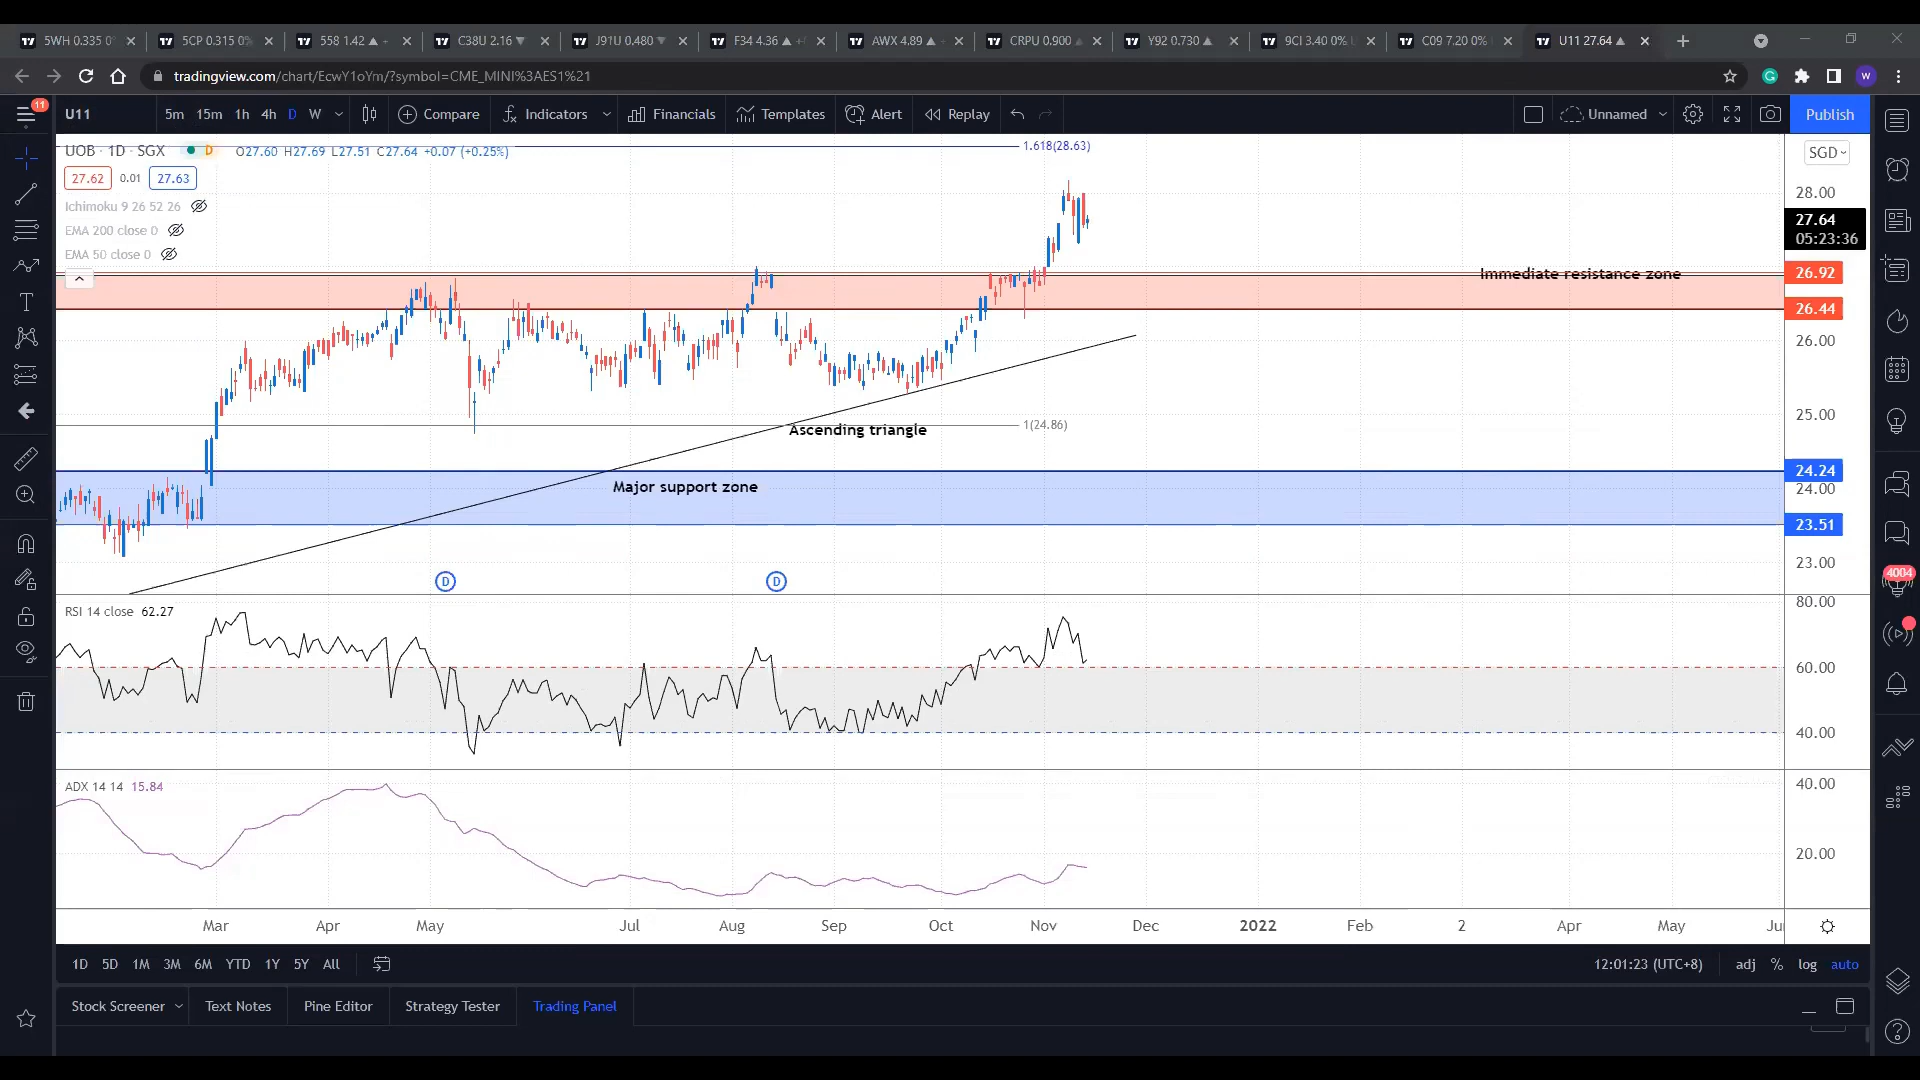 5WH 0.335 0%
5CP 0.315 0%
558 1.42 ▲ +
C38U 2.16 ▼
J91U 0.480 ▼
F34 4.36 ▲ +
AWX 4.89 ▲
CRPU 0.900
Y92 0.730 ▲
9CI 3.40 0%
C09 7.20 0%
U11 27.64 ▲
tradingview.com/chart/EcwY1oYm/?symbol=CME_MINI%3AES1%21
W
11
U11
5m 15m 1h 4h D W
Compare
Indicators
Financials
Templates
Alert
Replay
Unnamed
Publish
UOB · 1D · SGX D O27.60 H27.69 L27.51 C27.64 +0.07 (+0.25%)
1.618(28.63)
SGD
27.62 0.01 27.63
Ichimoku 9 26 52 26
EMA 200 close 0
EMA 50 close 0
28.00
27.64
05:23:36
Immediate resistance zone
26.92
26.44
26.00
25.00
1(24.86)
Ascending triangle
24.24
Major support zone
24.00
23.51
23.00
D
D
4004
RSI 14 close 62.27
80.00
60.00
40.00
ADX 14 14 15.84
40.00
20.00
Mar Apr May Jul Aug Sep Oct Nov Dec 2022 Feb 2 Apr May Ju
1D 5D 1M 3M 6M YTD 1Y 5Y All
12:01:23 (UTC+8) adj % log auto
Stock Screener
Text Notes
Pine Editor
Strategy Tester
Trading Panel